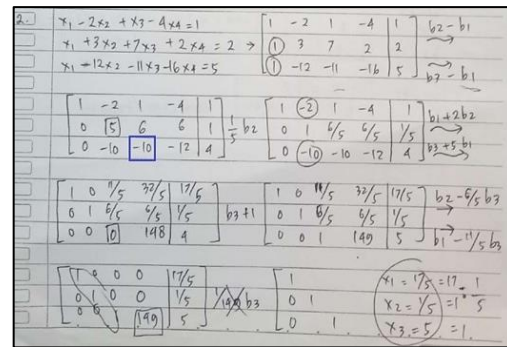 2. x1 - 2x2 + x3 - 4x4 = 1
x1 + 3x2 + 7x3 + 2x4 = 2 →
x1 - 12x2 - 11x3 - 16x4 = 5
1 -2 1 -4 | 1
1 3 7 2 | 2
1 -12 -11 -16 | 5
b2 - b1
b3 - b1
1 -2 1 -4 | 1
0 5 6 6 | 1
0 -10 -10 -12 | 4
1/5 b2
1 -2 1 -4 | 1
0 1 6/5 6/5 | 1/5
0 -10 -10 -12 | 4
b1 + 2b2
b3 + 5 b1
1 0 11/5 32/5 | 17/5
0 1 6/5 6/5 | 1/5
0 0 0 148 | 4
b3 + 1
1 0 11/5 32/5 | 17/5
0 1 6/5 6/5 | 1/5
0 0 1 149 | 5
b2 - 6/5 b3
b1 - 11/5 b3
1 0 0 0 | 17/5
0 1 0 0 | 1/5
0 0 149 | 5
1/149 b3
1
0 1
0 1
x1 = 17/5 = 17 . 1/5
x2 = 1/5 = 1
x3 = 5 = 1